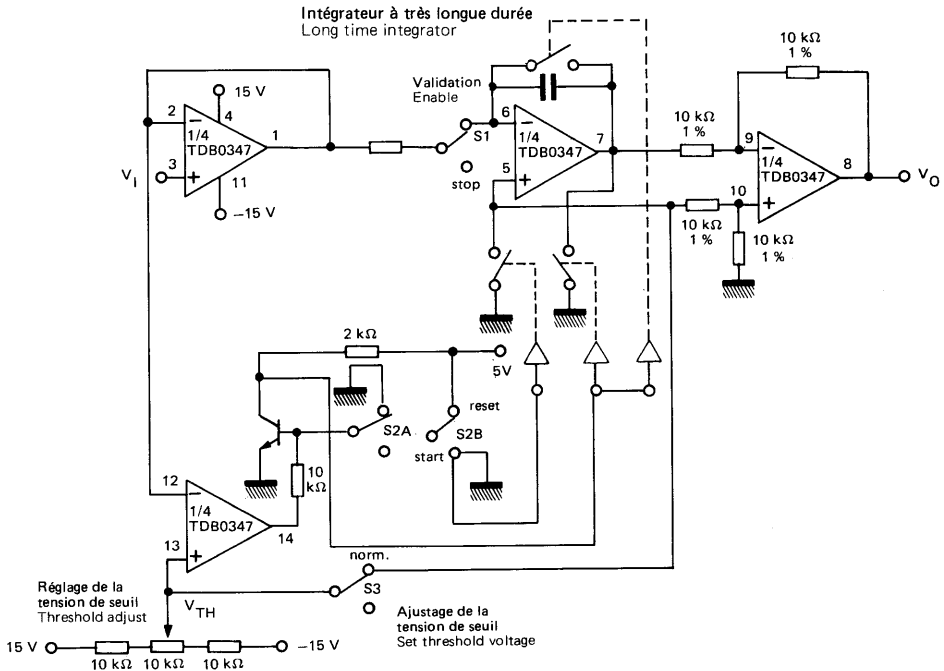 Intégrateur à très longue durée
Long time integrator
10 kΩ
1 %
15 V
Validation
Enable
2
4
1/4
TDB0347
1
3
V_I
11
-15 V
S1
stop
6
1/4
TDB0347
7
5
10 kΩ
1 %
9
1/4
TDB0347
8
V_O
10
10 kΩ
1 %
10 kΩ
1 %
2 kΩ
5V
reset
S2A
S2B
start
10
kΩ
12
1/4
TDB0347
14
13
norm.
S3
Réglage de la
tension de seuil
Threshold adjust
V_TH
Ajustage de la
tension de seuil
Set threshold voltage
15 V
-15 V
10 kΩ
10 kΩ
10 kΩ